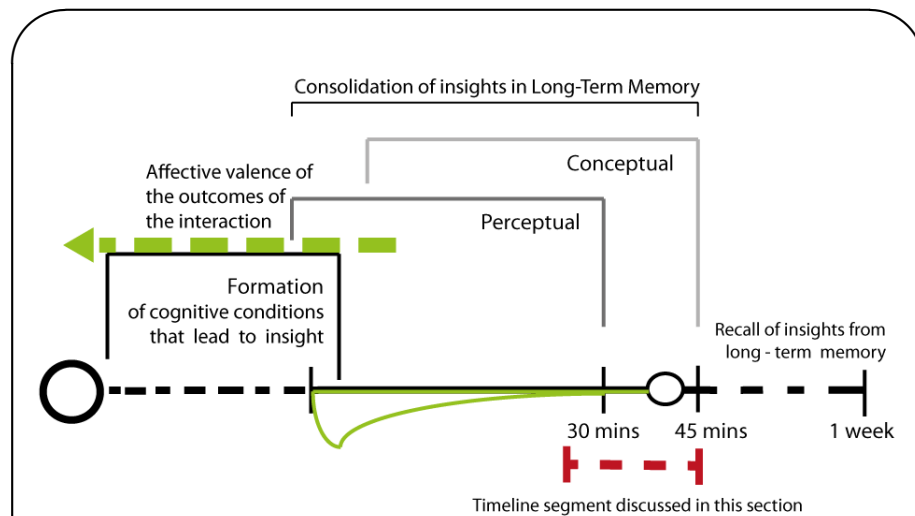 Consolidation of insights in Long-Term Memory
Conceptual
Affective valence of
the outcomes of
the interaction
Perceptual
Formation
of cognitive conditions
that lead to insight
Recall of insights from
long - term memory
30 mins
45 mins
1 week
Timeline segment discussed in this section